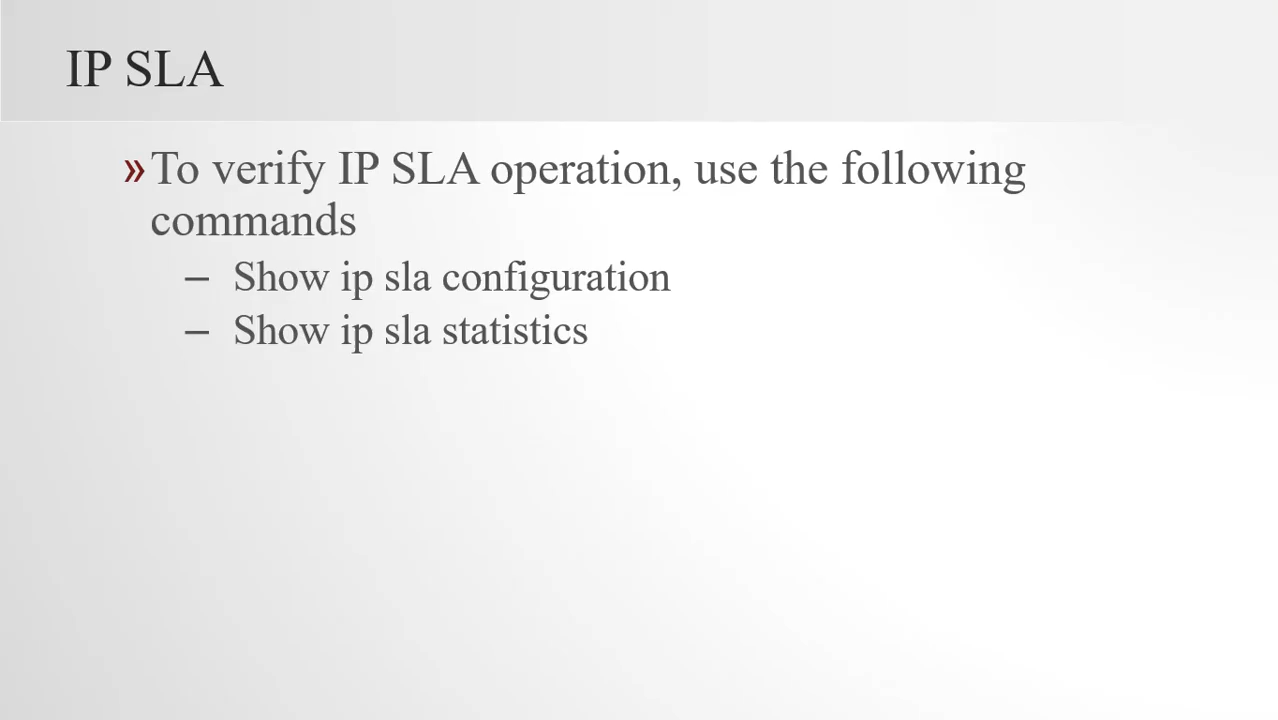 IP SLA
»To verify IP SLA operation, use the following
commands
– Show ip sla configuration
– Show ip sla statistics